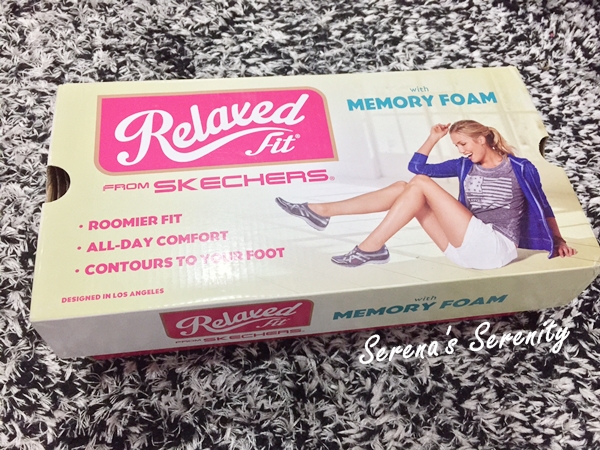 Relaxed
Fit®
FROM SKECHERS®
with
MEMORY FOAM
• ROOMIER FIT
• ALL-DAY COMFORT
• CONTOURS TO YOUR FOOT
DESIGNED IN LOS ANGELES
Relaxed
Fit
FROM SKECHERS®
with
MEMORY FOAM
Serena's Serenity